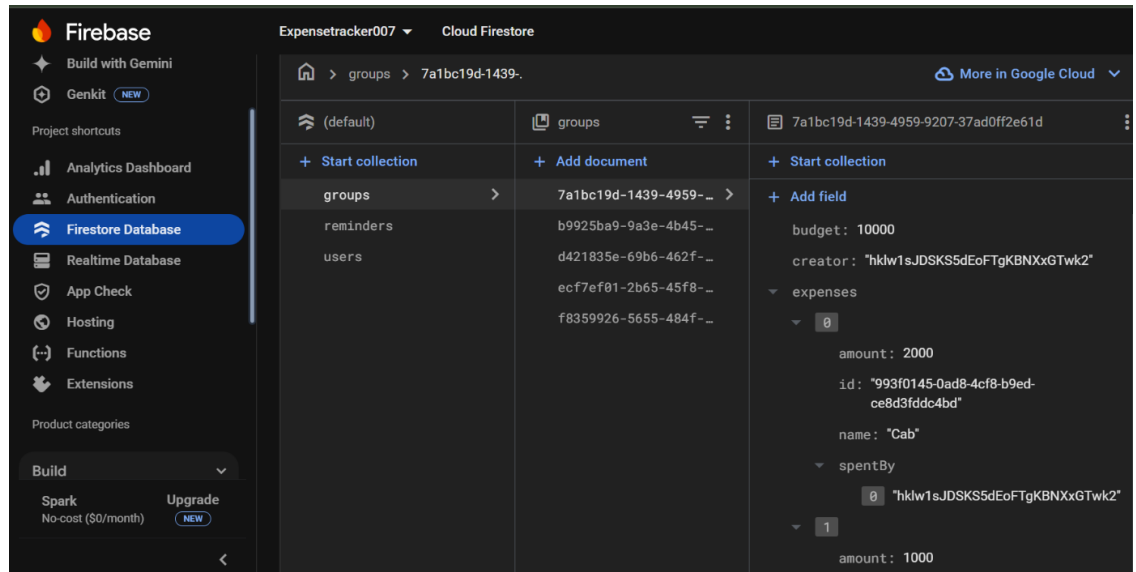 Firebase
Expensetracker007
Cloud Firestore
Build with Gemini
Genkit NEW
Project shortcuts
Analytics Dashboard
Authentication
Firestore Database
Realtime Database
App Check
Hosting
Functions
Extensions
Product categories
Build
Spark
No-cost ($0/month)
Upgrade
NEW
groups > 7a1bc19d-1439-.
More in Google Cloud
(default)
+ Start collection
groups
reminders
users
groups
+ Add document
7a1bc19d-1439-4959-…
b9925ba9-9a3e-4b45-…
d421835e-69b6-462f-…
ecf7ef01-2b65-45f8-…
f8359926-5655-484f-…
7a1bc19d-1439-4959-9207-37ad0ff2e61d
+ Start collection
+ Add field
budget: 10000
creator: "hklw1sJDSKS5dEoFTgKBNXxGTwk2"
expenses
0
amount: 2000
id: "993f0145-0ad8-4cf8-b9ed-
ce8d3fddc4bd"
name: "Cab"
spentBy
0 "hklw1sJDSKS5dEoFTgKBNXxGTwk2"
1
amount: 1000